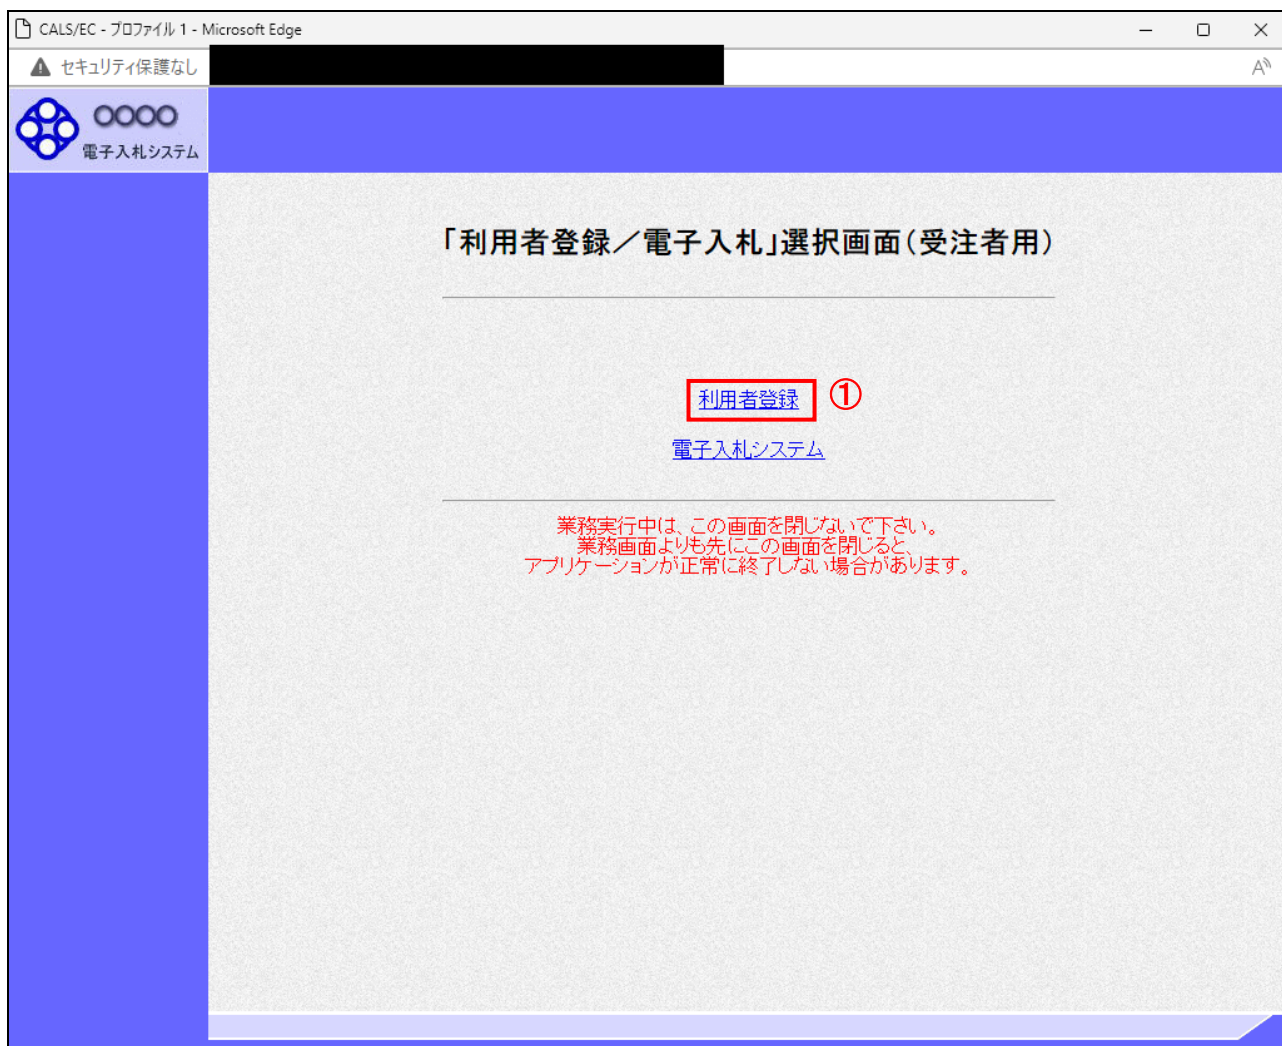 CALS/EC - プロファイル 1 - Microsoft Edge
セキュリティ保護なし
○○○○
電子入札システム
「利用者登録／電子入札」選択画面（受注者用）
利用者登録 ①
電子入札システム
業務実行中は、この画面を閉じないで下さい。
業務画面よりも先にこの画面を閉じると、
アプリケーションが正常に終了しない場合があります。